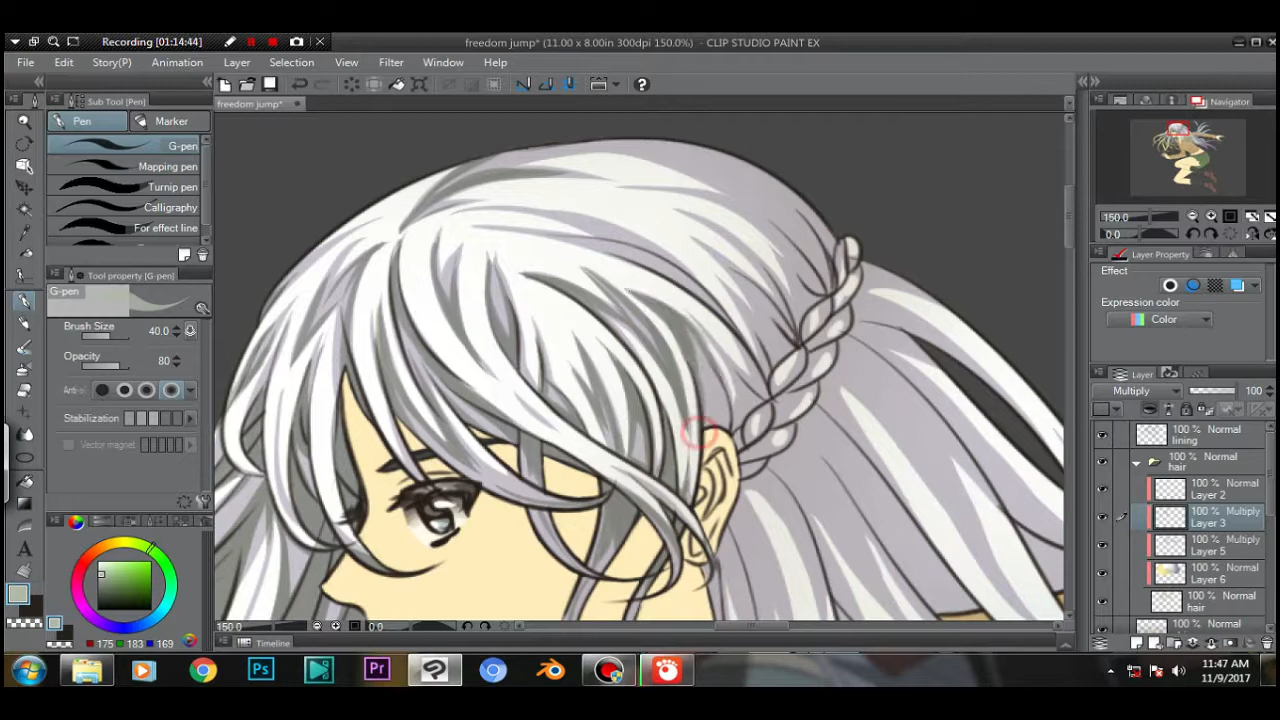 Recording [01:14:44]
freedom jump* (11.00 x 8.00in 300dpi 150.0%) - CLIP STUDIO PAINT EX
File Edit Story(P) Animation Layer Selection View Filter Window Help
Sub Tool [Pen]
freedom jump*
Navigator
Pen Marker
G-pen
Mapping pen
Turnip pen
Calligraphy
For effect line
150.0
0.0
Tool property [G-pen]
G-pen
Layer Property
Effect
Brush Size 40.0
Expression color
Color
Opacity 80
Stabilization
Vector magnet
Layer
Multiply 100
100 % Normal
lining
100 % Normal
hair
100 % Normal
Layer 2
100 % Multiply
Layer 3
100 % Multiply
Layer 5
100 % Normal
Layer 6
100 % Normal
hair
100 % Normal
150.0 0.0
175 183 169
Timeline
Ps
Pr
11:47 AM
11/9/2017